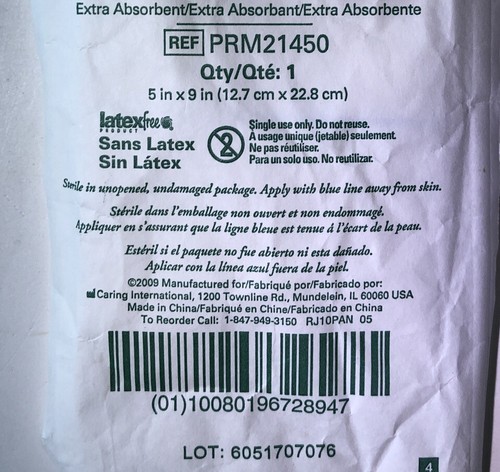 Extra Absorbent/Extra Absorbant/Extra Absorbente
REF PRM21450
Qty/Qté: 1
5 in x 9 in (12.7 cm x 22.8 cm)
latexfree
PRODUCT
Sans Latex
Sin Látex
2
Single use only. Do not reuse.
A usage unique (jetable) seulement.
Ne pas réutiliser.
Para un solo uso. No reutilizar.
Sterile in unopened, undamaged package. Apply with blue line away from skin.
Stérile dans l'emballage non ouvert et non endommagé.
Appliquer en s'assurant que la ligne bleue est tenue á l'écart de la peau.
Estéril si el paquete no fue abierto ni esta dañado.
Aplicar con la línea azul fuera de la piel.
©2009 Manufactured for/Fabriqué por/Fabricado por:
Caring International, 1200 Townline Rd., Mundelein, IL 60060 USA
Made in China/Fabriqué en Chine/Fabricado en China
To Reorder Call: 1-847-949-3150 RJ10PAN 05
(01)10080196728947
LOT: 6051707076
4